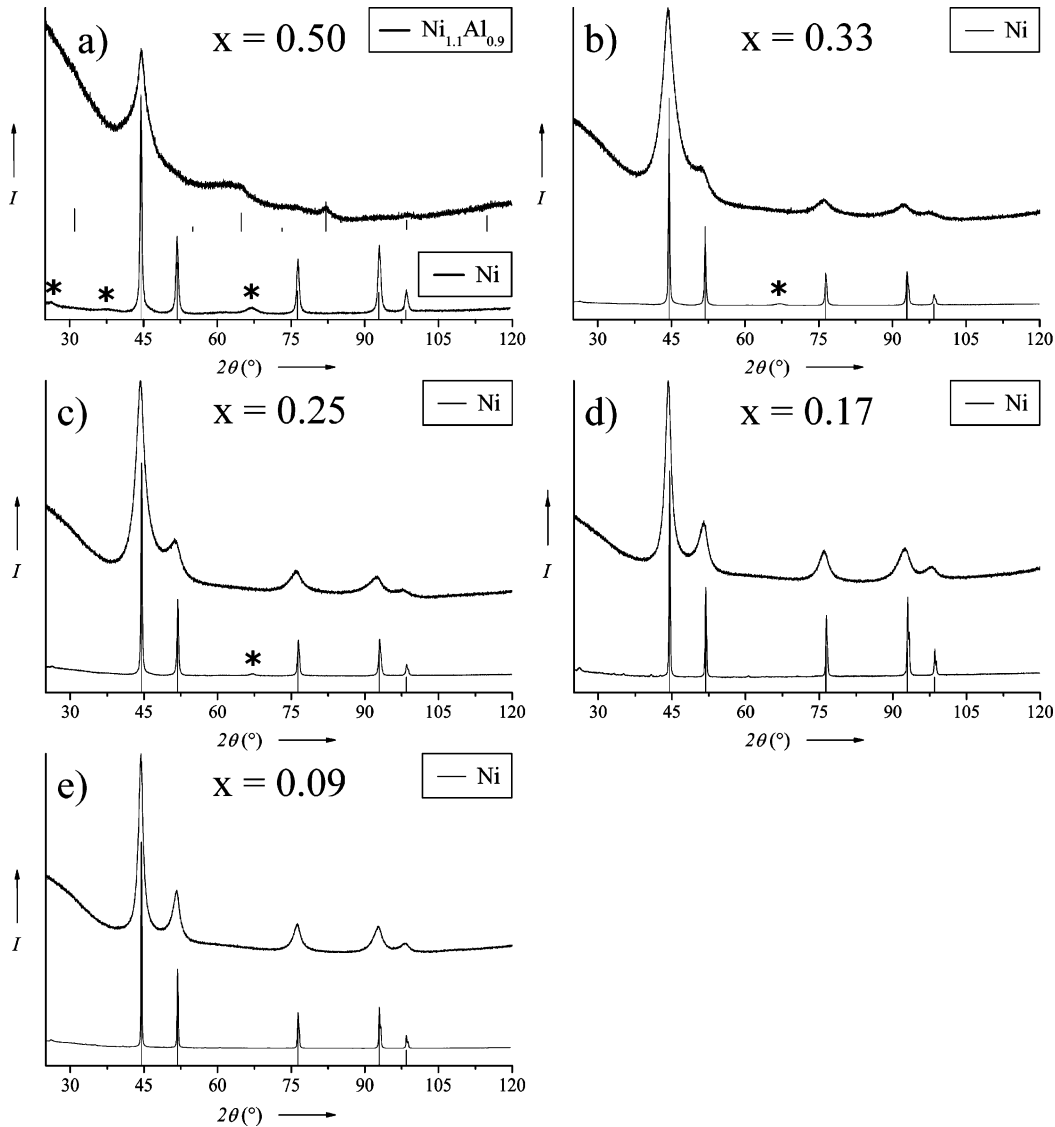 a) x = 0.50 Ni1.1Al0.9
I
* * *
Ni
30 45 60 75 90 105 120
2θ (°)
b) x = 0.33 Ni
I
*
30 45 60 75 90 105 120
2θ (°)
c) x = 0.25 Ni
I
*
30 45 60 75 90 105 120
2θ (°)
d) x = 0.17 Ni
I
30 45 60 75 90 105 120
2θ (°)
e) x = 0.09 Ni
I
30 45 60 75 90 105 120
2θ (°)